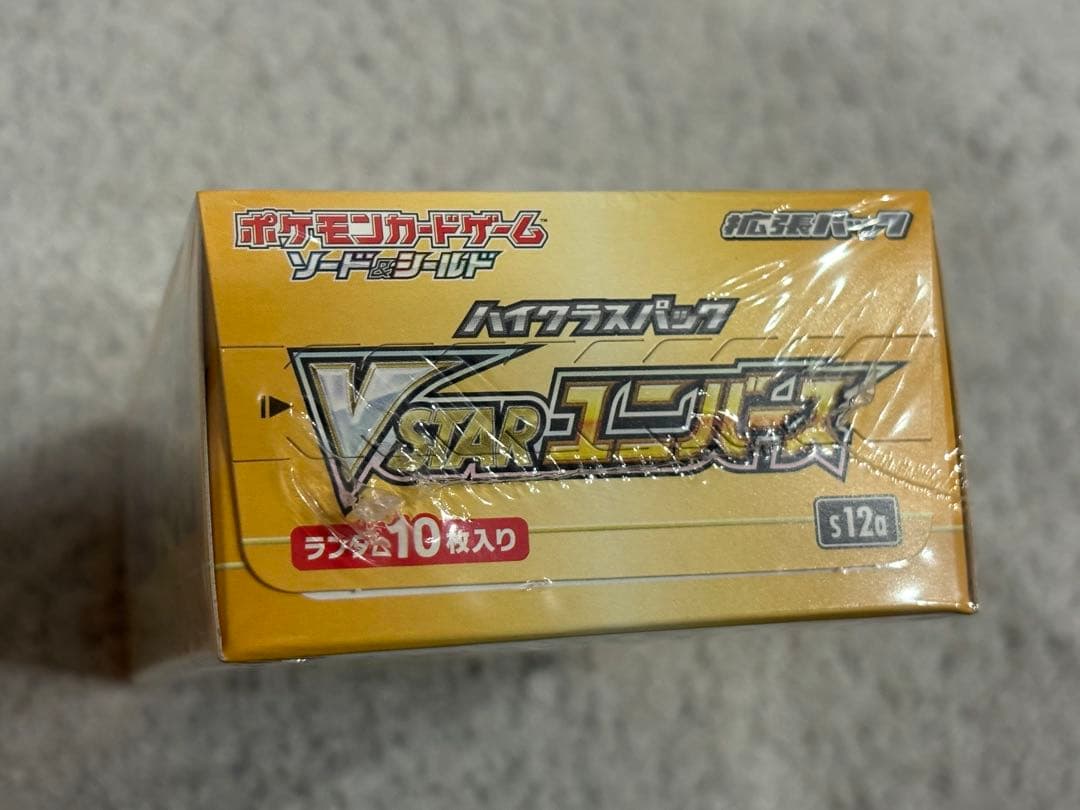 ポケモンカードゲーム™
ソード&シールド
拡張パック
ハイクラスパック
VSTARユニバース
ランダム10枚入り
s12a